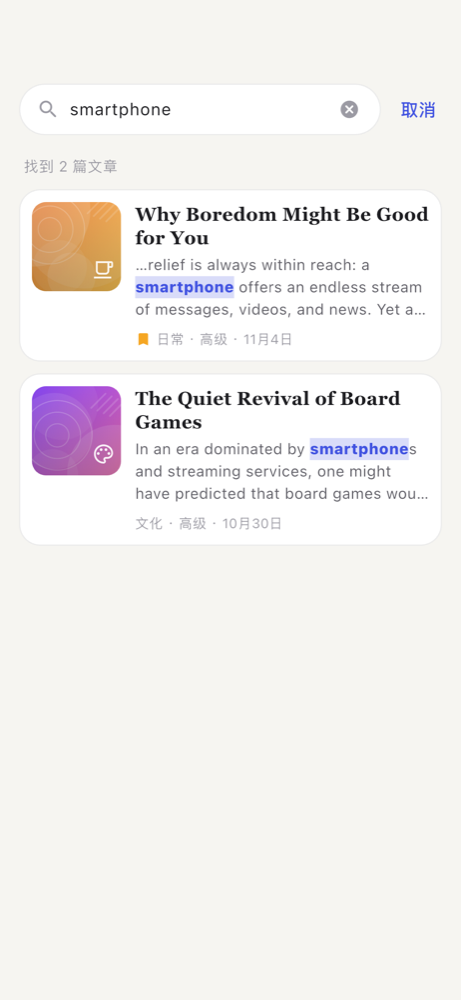 smartphone
取消
找到 2 篇文章
Why Boredom Might Be Good
for You
...relief is always within reach: a
smartphone offers an endless stream
of messages, videos, and news. Yet a...
日常 · 高级 · 11月4日
The Quiet Revival of Board
Games
In an era dominated by smartphones
and streaming services, one might
have predicted that board games wou...
文化 · 高级 · 10月30日